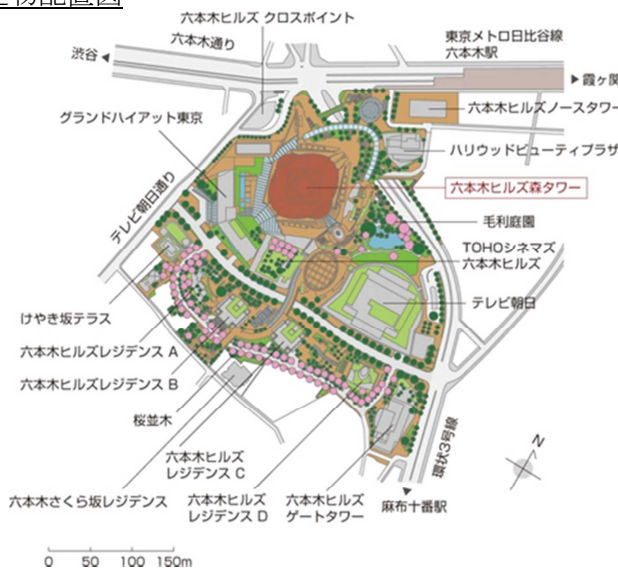 物配置図
六本木ヒルズ クロスポイント
六本木通り
渋谷
東京メトロ日比谷線
六本木駅
霞ヶ関
グランドハイアット東京
六本木ヒルズノースタワー
ハリウッドビューティプラザ
六本木ヒルズ森タワー
テレビ朝日通り
毛利庭園
TOHOシネマズ
六本木ヒルズ
けやき坂テラス
テレビ朝日
六本木ヒルズレジデンス A
六本木ヒルズレジデンス B
桜並木
六本木ヒルズ
レジデンス C
環状3号線
N
六本木さくら坂レジデンス
六本木ヒルズ
レジデンス D
六本木ヒルズ
ゲートタワー
麻布十番駅
0 50 100 150m